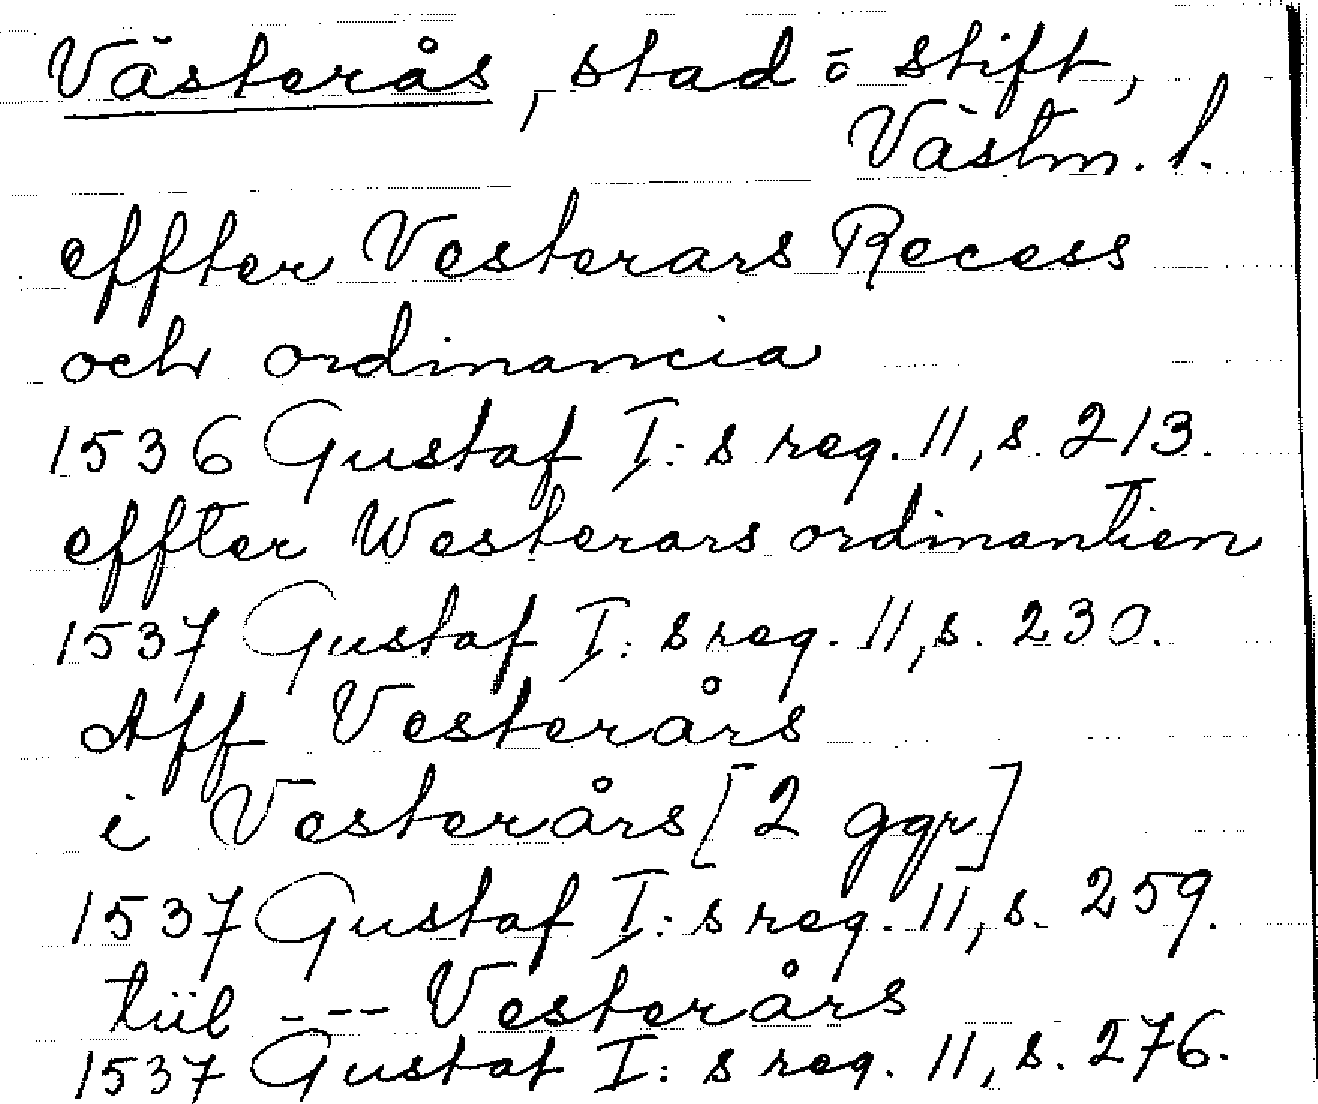 Västerås, stad o stift,
Västm. l.
effter Vesterars Recess
och ordinancia
1536 Gustaf I:s reg. 11, s. 213.
effter Westerars ordinantien
1537 Gustaf I:s reg. 11, s. 230.
Aff Vesterårs
i Vesterårs [2 ggr]
1537 Gustaf I:s reg. 11, s. 259.
tiil --- Vesterårs
1537 Gustaf I:s reg. 11, s. 276.